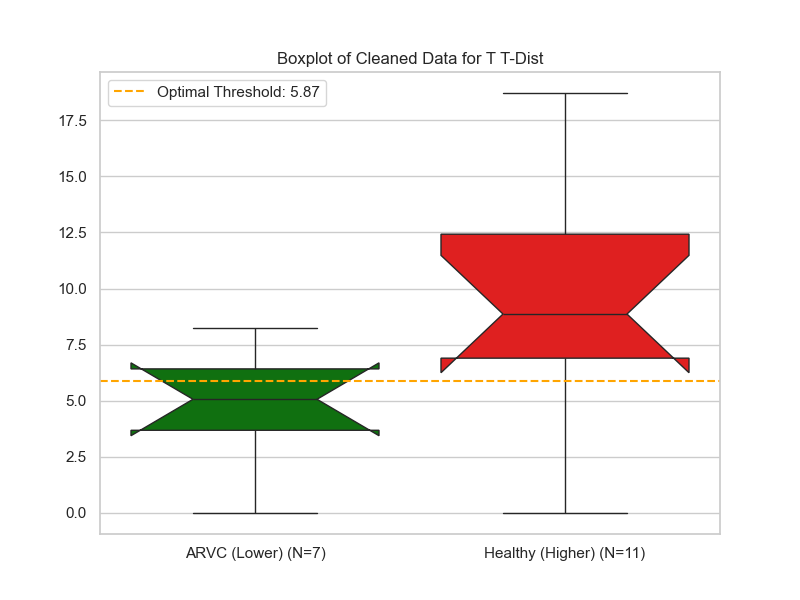 Boxplot of Cleaned Data for T T-Dist
Optimal Threshold: 5.87
17.5
15.0
12.5
10.0
7.5
5.0
2.5
0.0
ARVC (Lower) (N=7)
Healthy (Higher) (N=11)